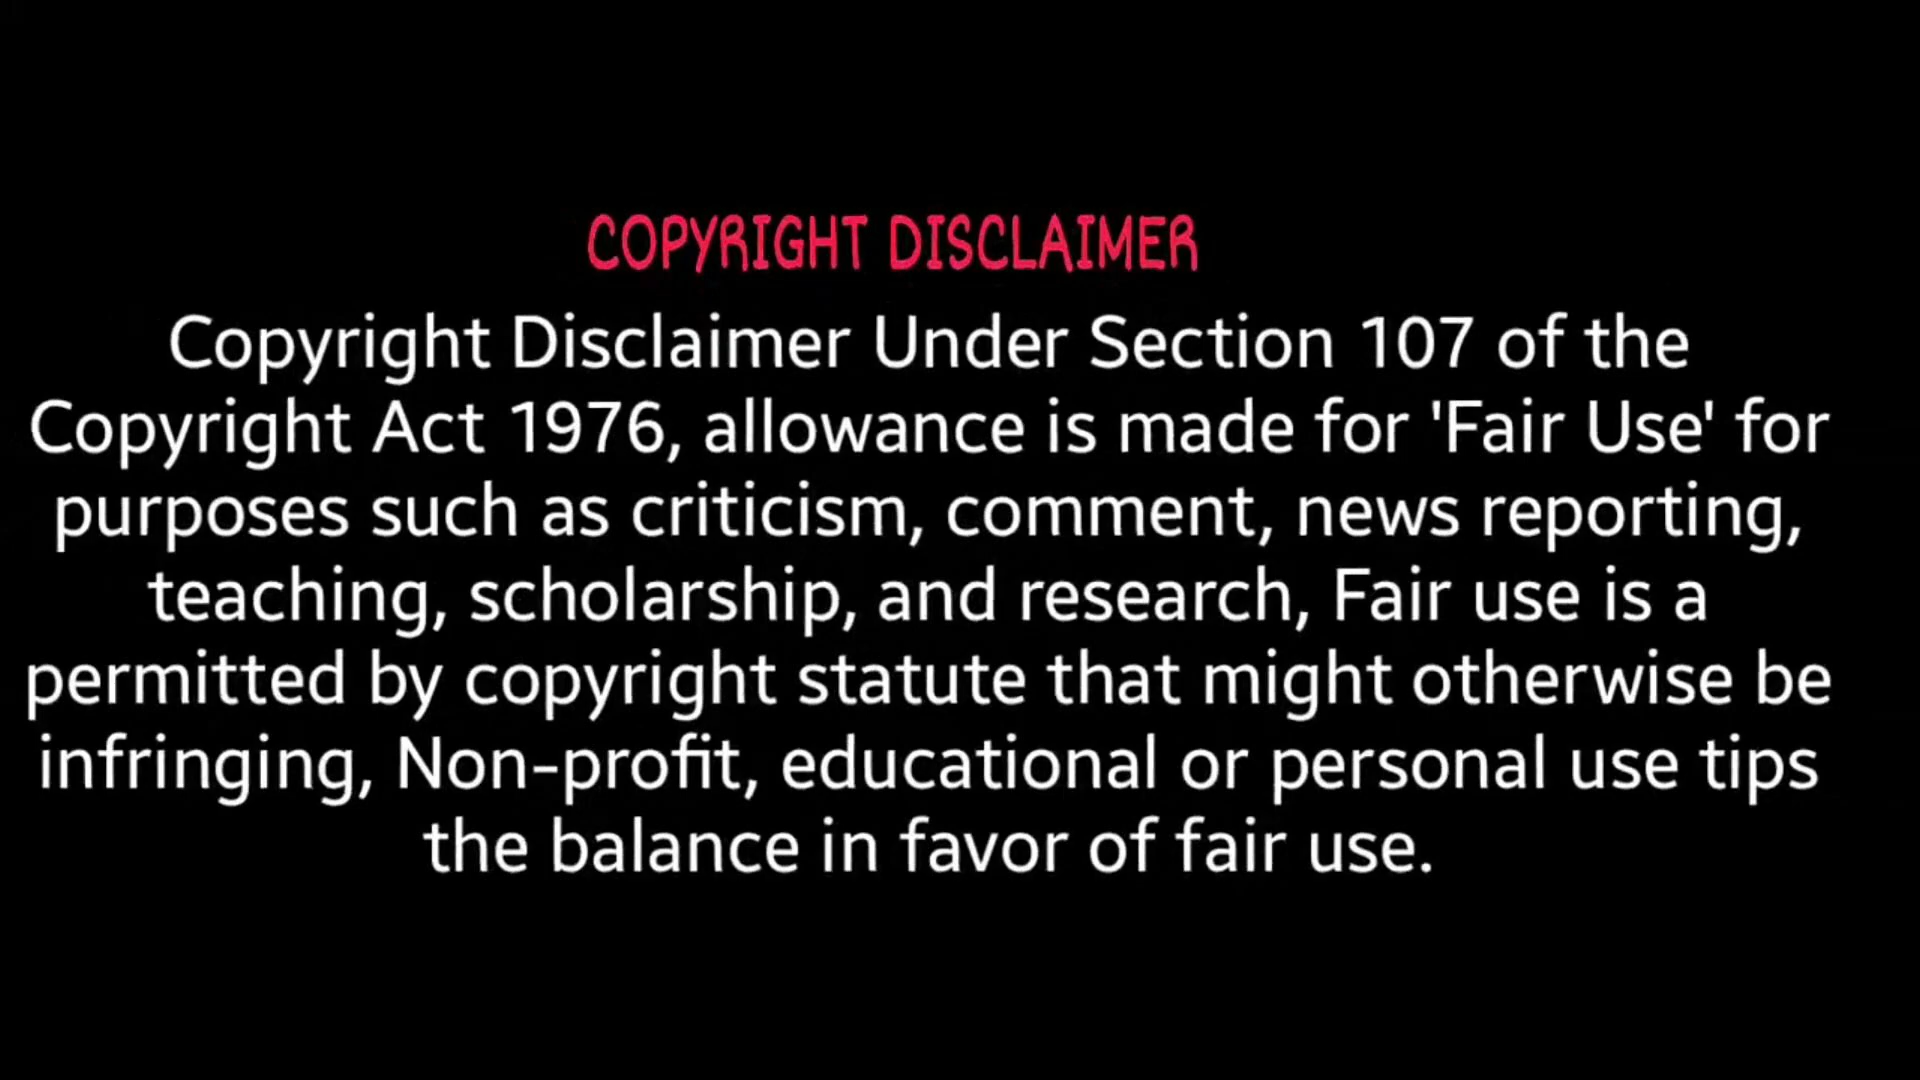 COPYRIGHT DISCLAIMER
Copyright Disclaimer Under Section 107 of the
Copyright Act 1976, allowance is made for 'Fair Use' for
purposes such as criticism, comment, news reporting,
teaching, scholarship, and research, Fair use is a
permitted by copyright statute that might otherwise be
infringing, Non-profit, educational or personal use tips
the balance in favor of fair use.